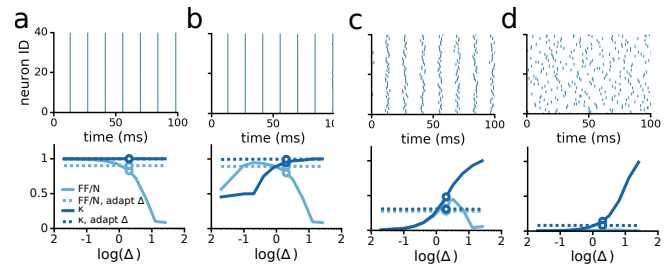 a b c d
neuron ID
40
20
0
0 50 100
time (ms)
0 50 100
time (ms)
0 50 100
time (ms)
0 50 100
time (ms)
1
0.5
0
FF/N
FF/N, adapt Δ
κ
κ, adapt Δ
2 -1 0 1 2
log(Δ)
2 -1 0 1 2
log(Δ)
2 -1 0 1 2
log(Δ)
2 -1 0 1 2
log(Δ)